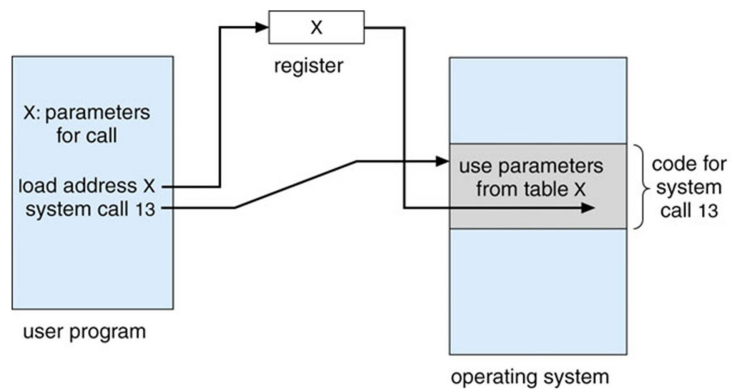 X
register
X: parameters
for call
load address X
system call 13
user program
use parameters
from table X
code for
system
call 13
operating system